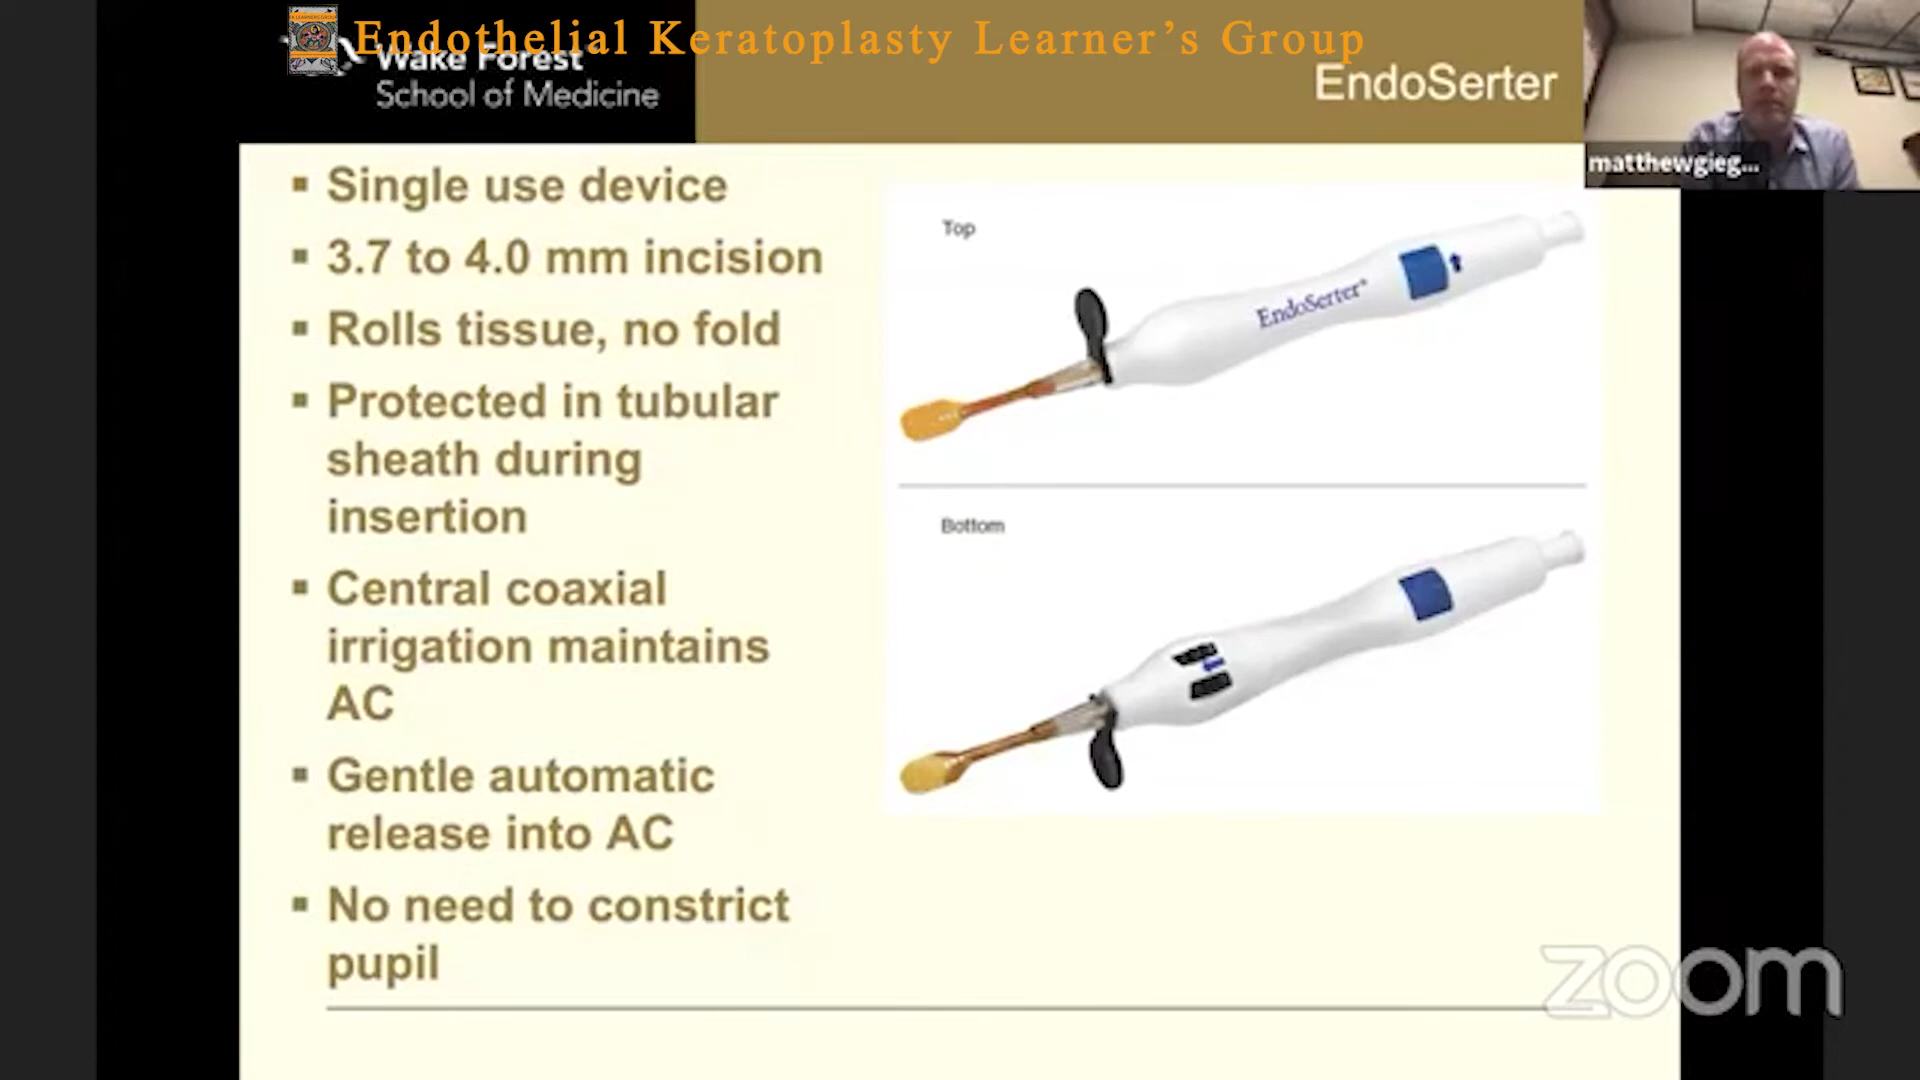 Endothelial Keratoplasty Learner's Group
Wake Forest
School of Medicine
EndoSerter
matthewgieg...
Single use device
3.7 to 4.0 mm incision
Rolls tissue, no fold
Protected in tubular
sheath during
insertion
Central coaxial
irrigation maintains
AC
Gentle automatic
release into AC
No need to constrict
pupil
Top
EndoSerter
Bottom
zoom